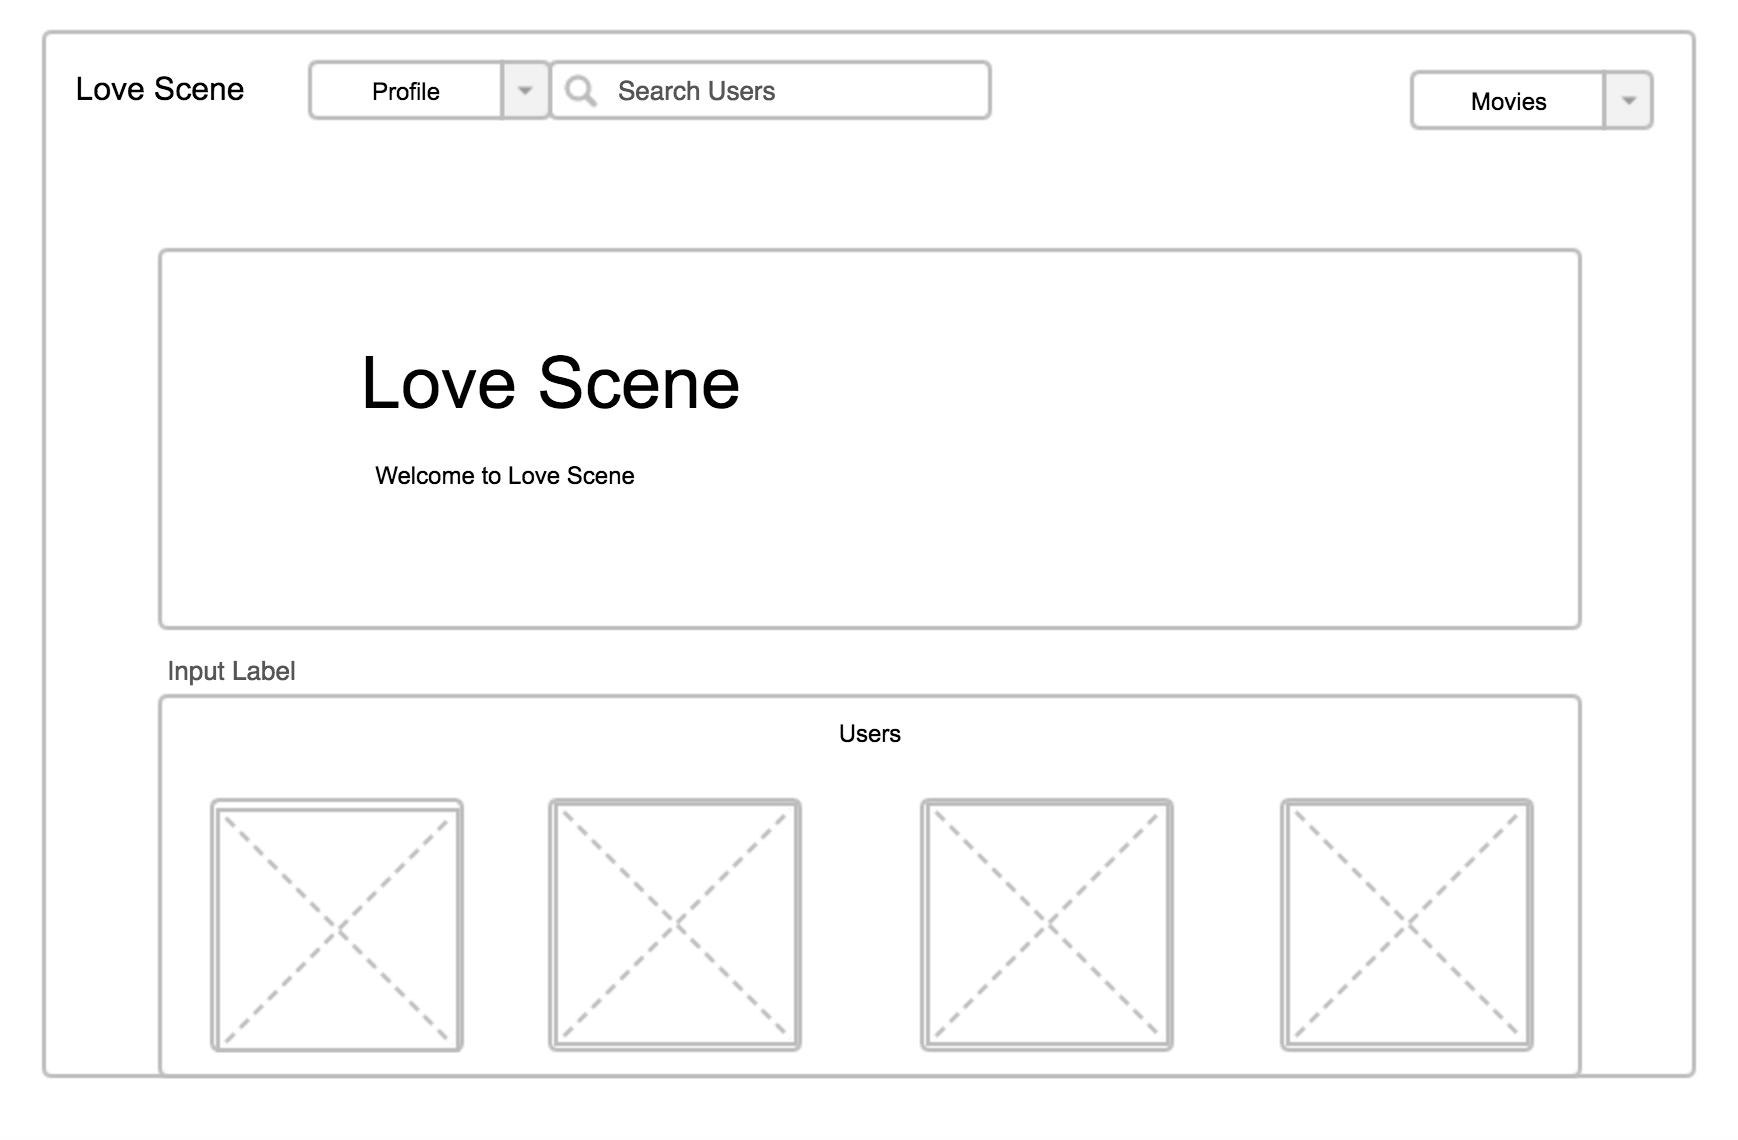 Love Scene
Profile
Search Users
Movies
Love Scene
Welcome to Love Scene
Input Label
Users